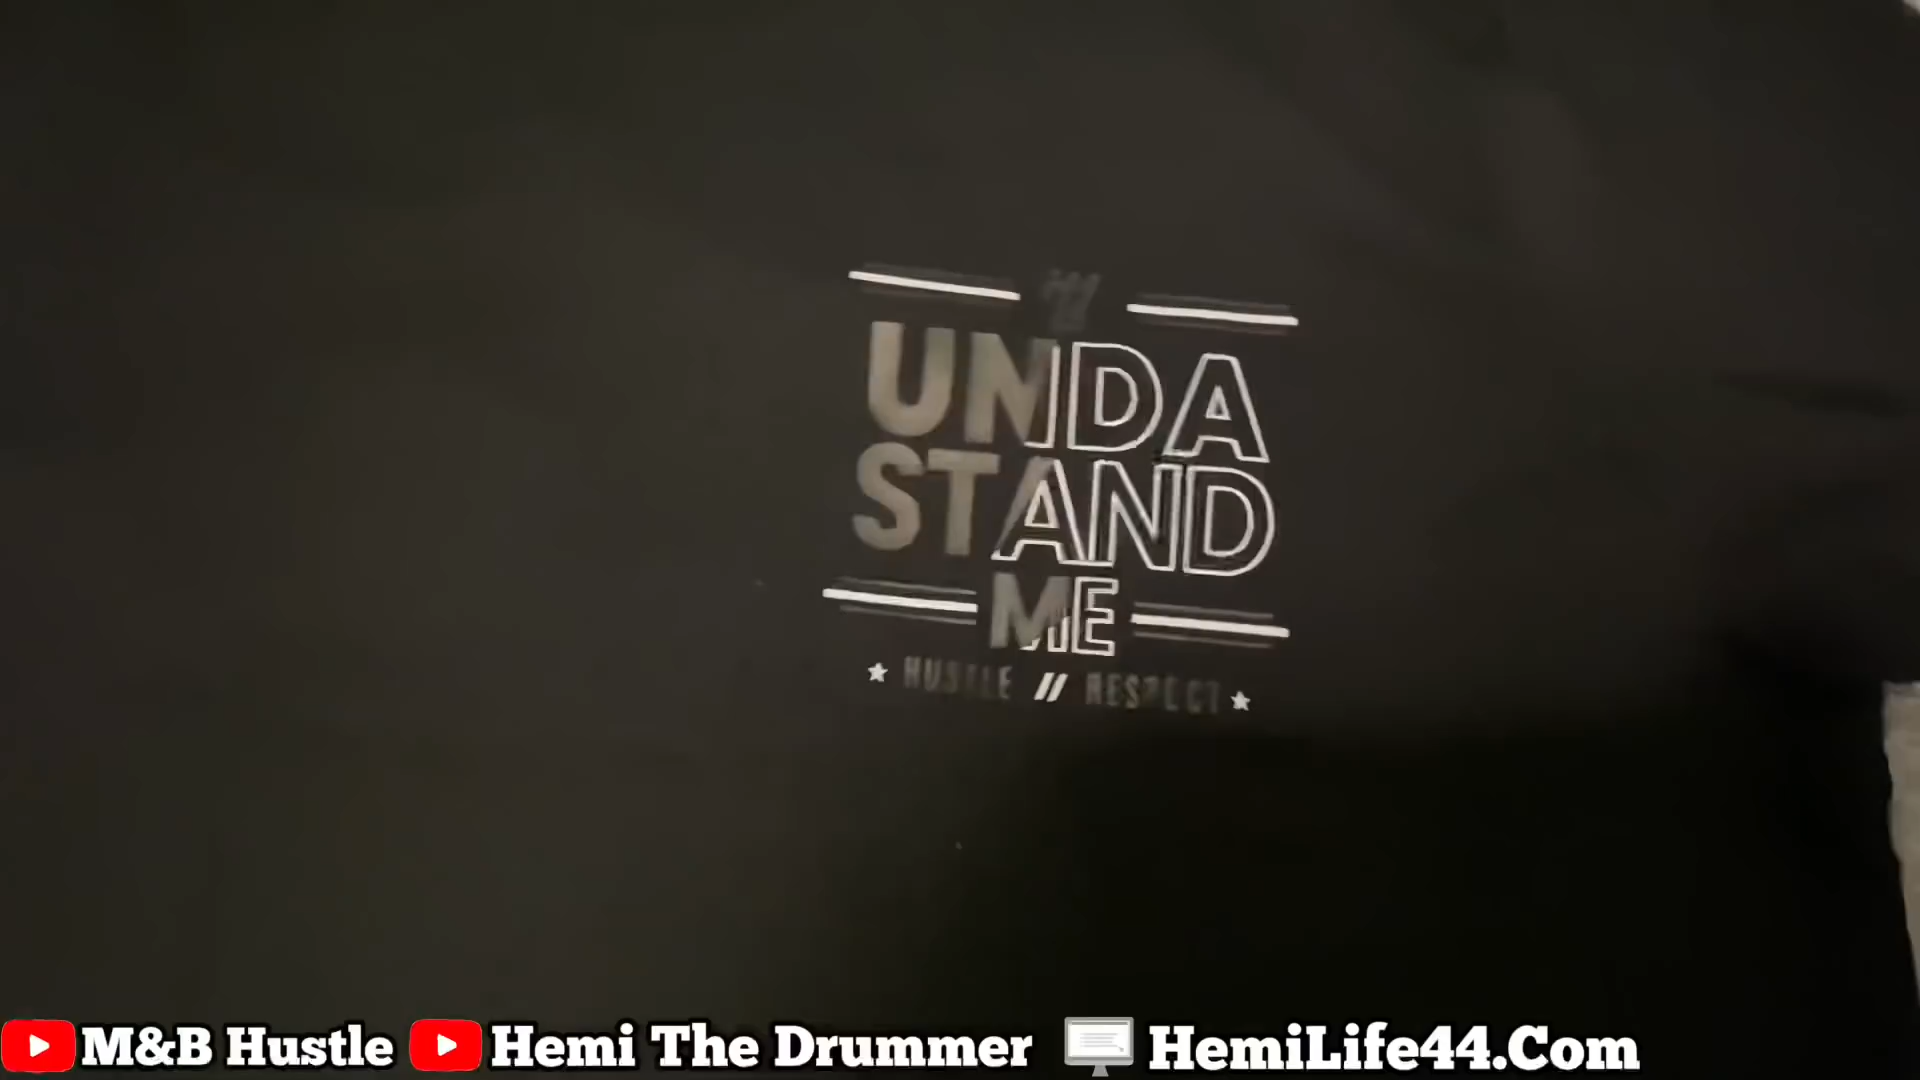 UNDA
STAND
ME
HUSTLE // RESPECT
M&B Hustle Hemi The Drummer HemiLife44.Com